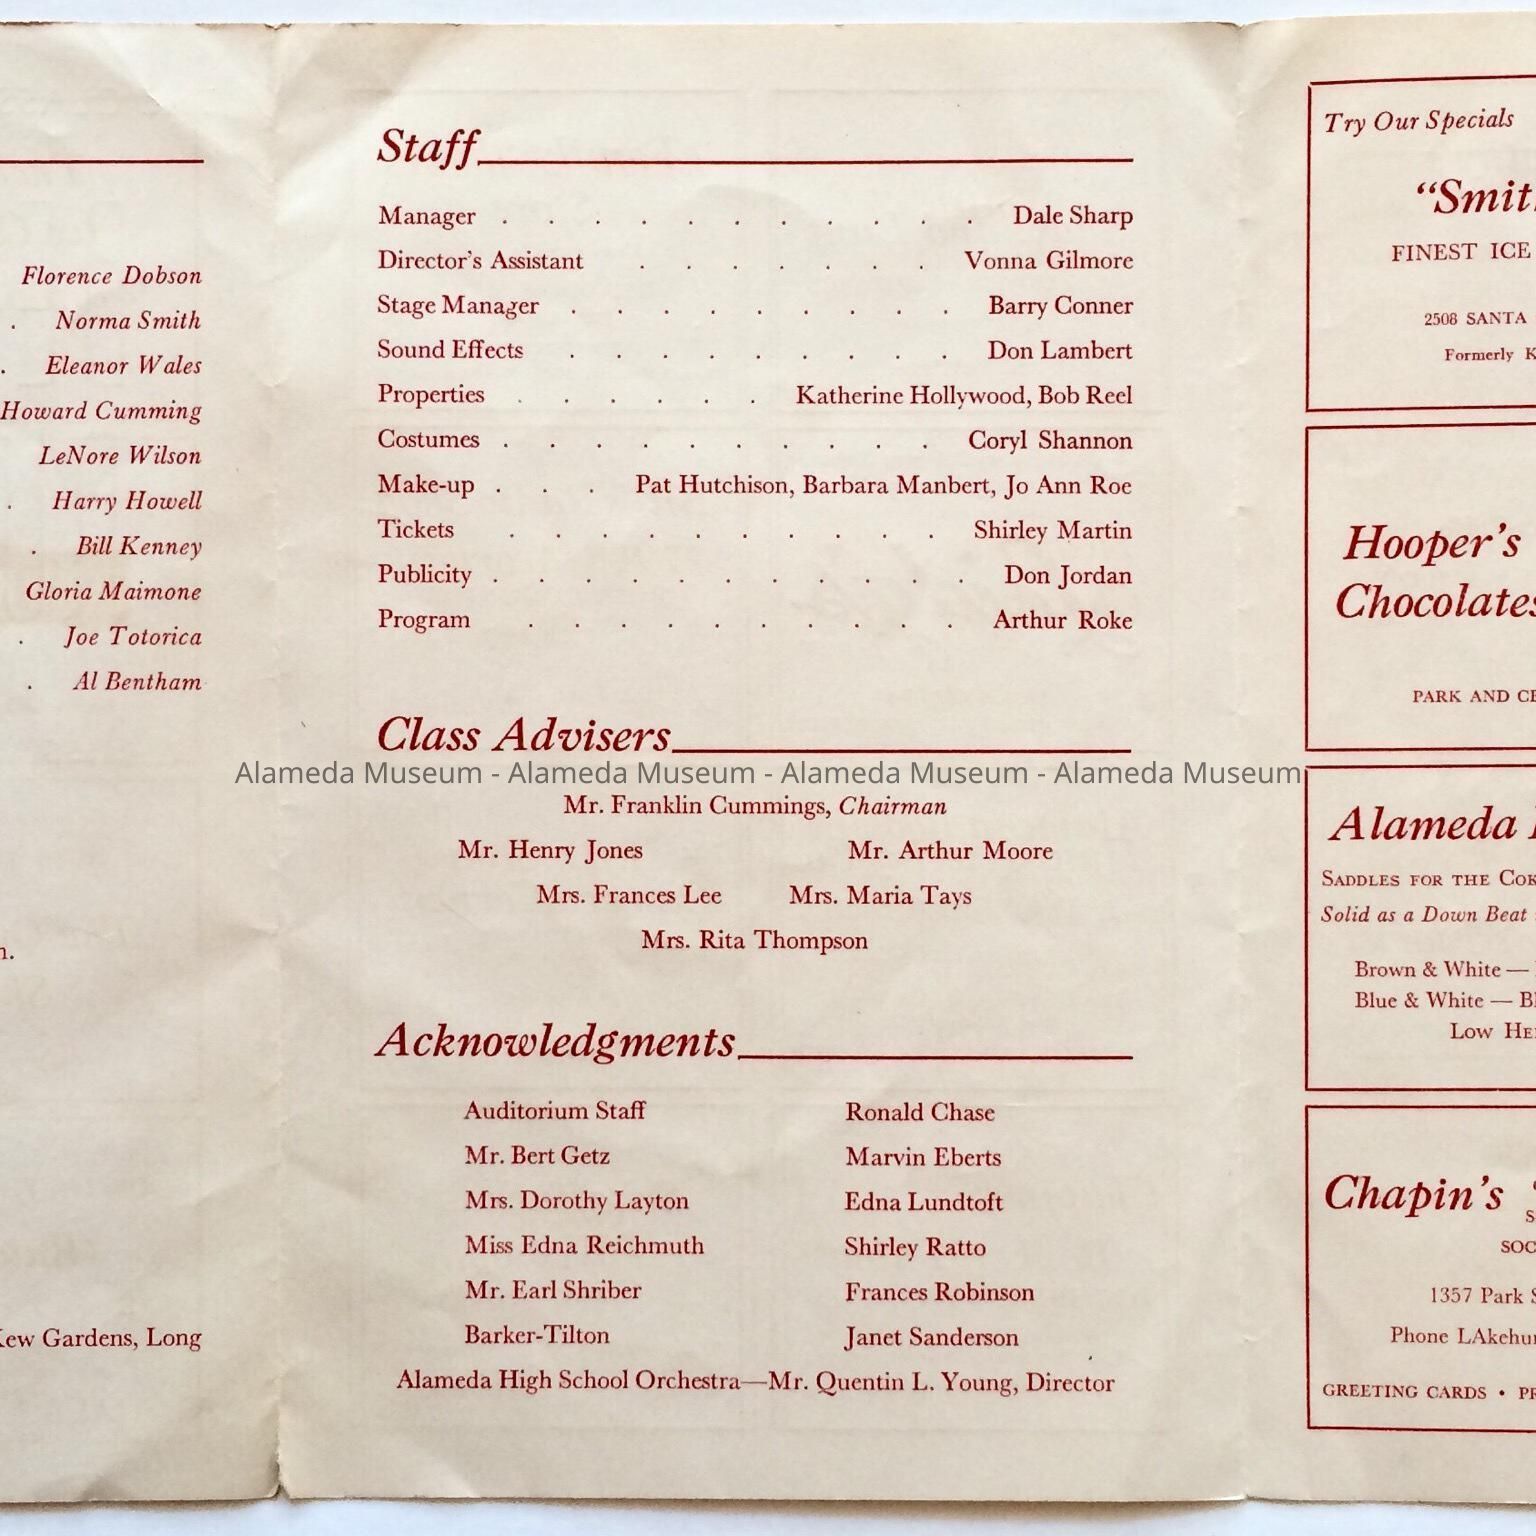 Florence Dobson
. Norma Smith
. Eleanor Wales
Howard Cumming
LeNore Wilson
. Harry Howell
. Bill Kenney
Gloria Maimone
. Joe Totorica
. Al Bentham
Gardens, Long
Staff
Manager . . . . . . . . . . . Dale Sharp
Director's Assistant . . . . . . . Vonna Gilmore
Stage Manager . . . . . . . . . Barry Conner
Sound Effects . . . . . . . . . Don Lambert
Properties . . . . . . Katherine Hollywood, Bob Reel
Costumes . . . . . . . . . . Coryl Shannon
Make-up . . . Pat Hutchison, Barbara Manbert, Jo Ann Roe
Tickets . . . . . . . . . . Shirley Martin
Publicity . . . . . . . . . . . Don Jordan
Program . . . . . . . . . . Arthur Roke
Class Advisers
Alameda Museum - Alameda Museum - Alameda Museum - Alameda Museum
Mr. Franklin Cummings, Chairman
Mr. Henry Jones Mr. Arthur Moore
Mrs. Frances Lee Mrs. Maria Tays
Mrs. Rita Thompson
Acknowledgments
Auditorium Staff Ronald Chase
Mr. Bert Getz Marvin Eberts
Mrs. Dorothy Layton Edna Lundtoft
Miss Edna Reichmuth Shirley Ratto
Mr. Earl Shriber Frances Robinson
Barker-Tilton Janet Sanderson
Alameda High School Orchestra—Mr. Quentin L. Young, Director
Try Our Specials
"Smit
FINEST ICE
2508 SANTA
Formerly K
Hooper's
Chocolates
PARK AND CE
Alameda
SADDLES FOR THE COK
Solid as a Down Beat
Brown & White —
Blue & White — Bl
LOW HE
Chapin's
SOC
1357 Park S
Phone LAkehu
GREETING CARDS • PR